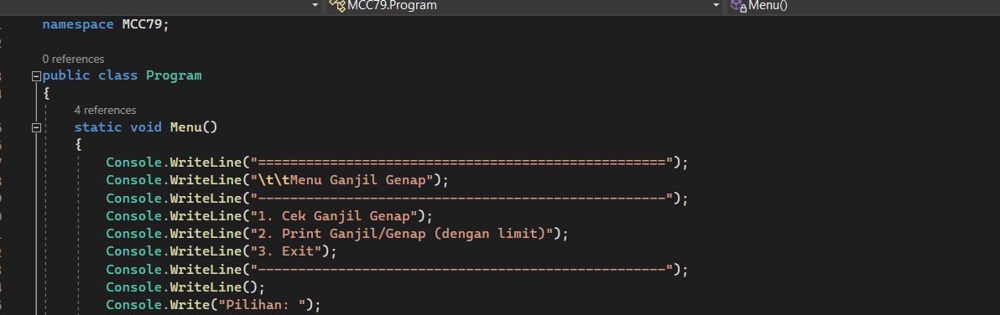 MCC79.Program Menu()
namespace MCC79;
0 references
public class Program
{
4 references
static void Menu()
{
Console.WriteLine("===================================================");
Console.WriteLine("\t\tMenu Ganjil Genap");
Console.WriteLine("---------------------------------------------------");
Console.WriteLine("1. Cek Ganjil Genap");
Console.WriteLine("2. Print Ganjil/Genap (dengan limit)");
Console.WriteLine("3. Exit");
Console.WriteLine("---------------------------------------------------");
Console.WriteLine();
Console.Write("Pilihan: ");